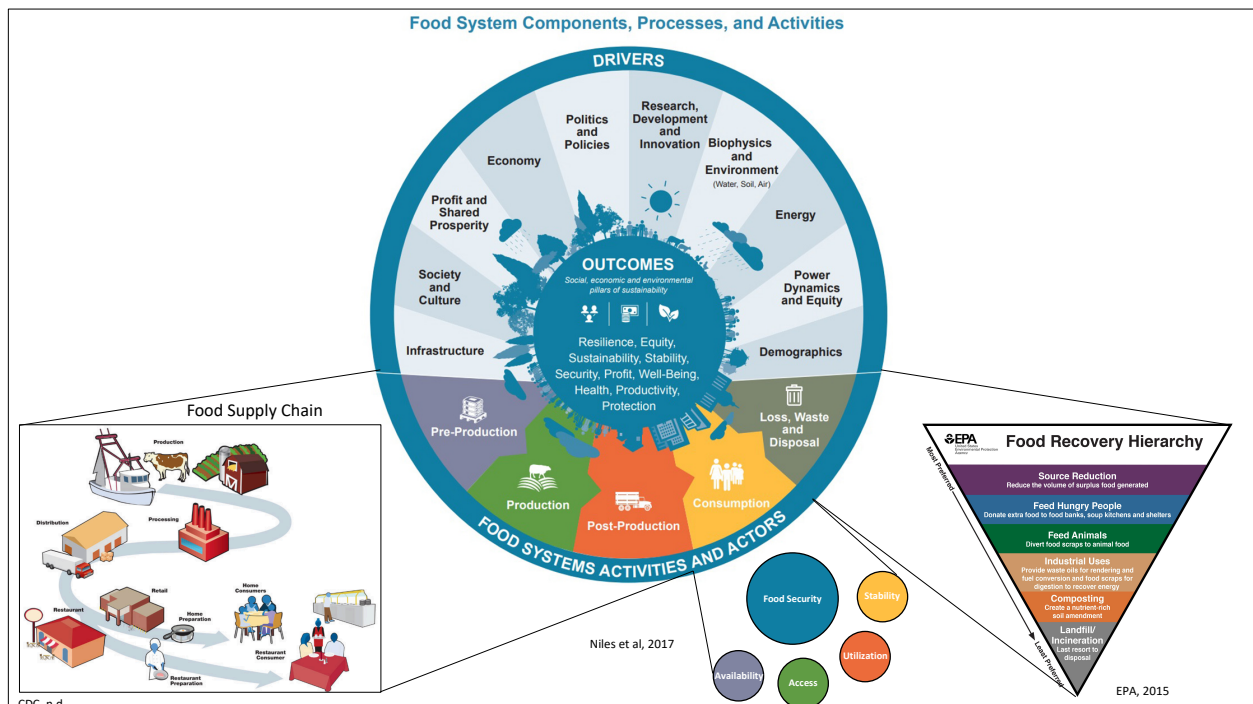 Food System Components, Processes, and Activities
DRIVERS
Infrastructure
Society
and
Culture
Profit and
Shared
Prosperity
Economy
Politics
and
Policies
Research,
Development
and
Innovation
Biophysics
and
Environment
(Water, Soil, Air)
Energy
Power
Dynamics
and Equity
Demographics
OUTCOMES
Social, economic and environmental
pillars of sustainability
Resilience, Equity,
Sustainability, Stability,
Security, Profit, Well-Being,
Health, Productivity,
Protection
Pre-Production
Production
Post-Production
Consumption
Loss, Waste
and
Disposal
FOOD SYSTEMS ACTIVITIES AND ACTORS
Food Supply Chain
Production
Processing
Distribution
Retail
Restaurant
Home
Preparation
Home
Consumers
Restaurant
Consumer
Restaurant
Preparation
CDC, n.d.
Niles et al, 2017
Food Security
Stability
Utilization
Access
Availability
EPA
United States
Environmental Protection
Agency
Food Recovery Hierarchy
Most Preferred
Source Reduction
Reduce the volume of surplus food generated
Feed Hungry People
Donate extra food to food banks, soup kitchens and shelters
Feed Animals
Divert food scraps to animal food
Industrial Uses
Provide waste oils for rendering and
fuel conversion and food scraps for
digestion to recover energy
Composting
Create a nutrient-rich
soil amendment
Landfill/
Incineration
Last resort to
disposal
Least Preferred
EPA, 2015